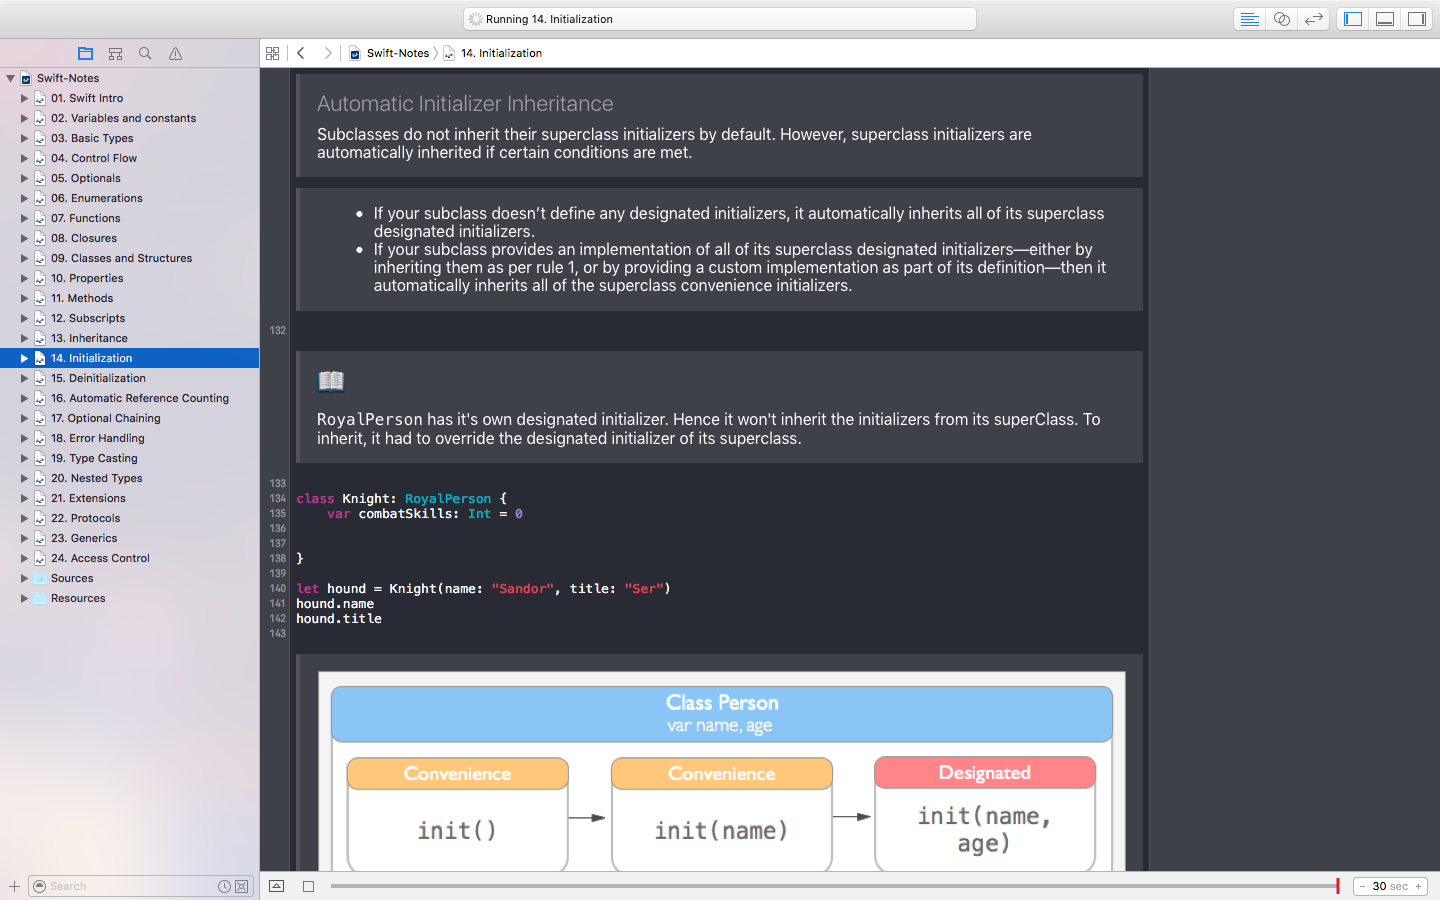 Running 14. Initialization
Swift-Notes
14. Initialization
Swift-Notes
01. Swift Intro
02. Variables and constants
03. Basic Types
04. Control Flow
05. Optionals
06. Enumerations
07. Functions
08. Closures
09. Classes and Structures
10. Properties
11. Methods
12. Subscripts
13. Inheritance
14. Initialization
15. Deinitialization
16. Automatic Reference Counting
17. Optional Chaining
18. Error Handling
19. Type Casting
20. Nested Types
21. Extensions
22. Protocols
23. Generics
24. Access Control
Sources
Resources
Search
Automatic Initializer Inheritance
Subclasses do not inherit their superclass initializers by default. However, superclass initializers are
automatically inherited if certain conditions are met.
• If your subclass doesn’t define any designated initializers, it automatically inherits all of its superclass
designated initializers.
• If your subclass provides an implementation of all of its superclass designated initializers—either by
inheriting them as per rule 1, or by providing a custom implementation as part of its definition—then it
automatically inherits all of the superclass convenience initializers.
132
RoyalPerson has it's own designated initializer. Hence it won't inherit the initializers from its superClass. To
inherit, it had to override the designated initializer of its superclass.
133
134 class Knight: RoyalPerson {
135 var combatSkills: Int = 0
136
137
138 }
139
140 let hound = Knight(name: "Sandor", title: "Ser")
141 hound.name
142 hound.title
143
Class Person
var name, age
Convenience
init()
Convenience
init(name)
Designated
init(name,
age)
- 30 sec +